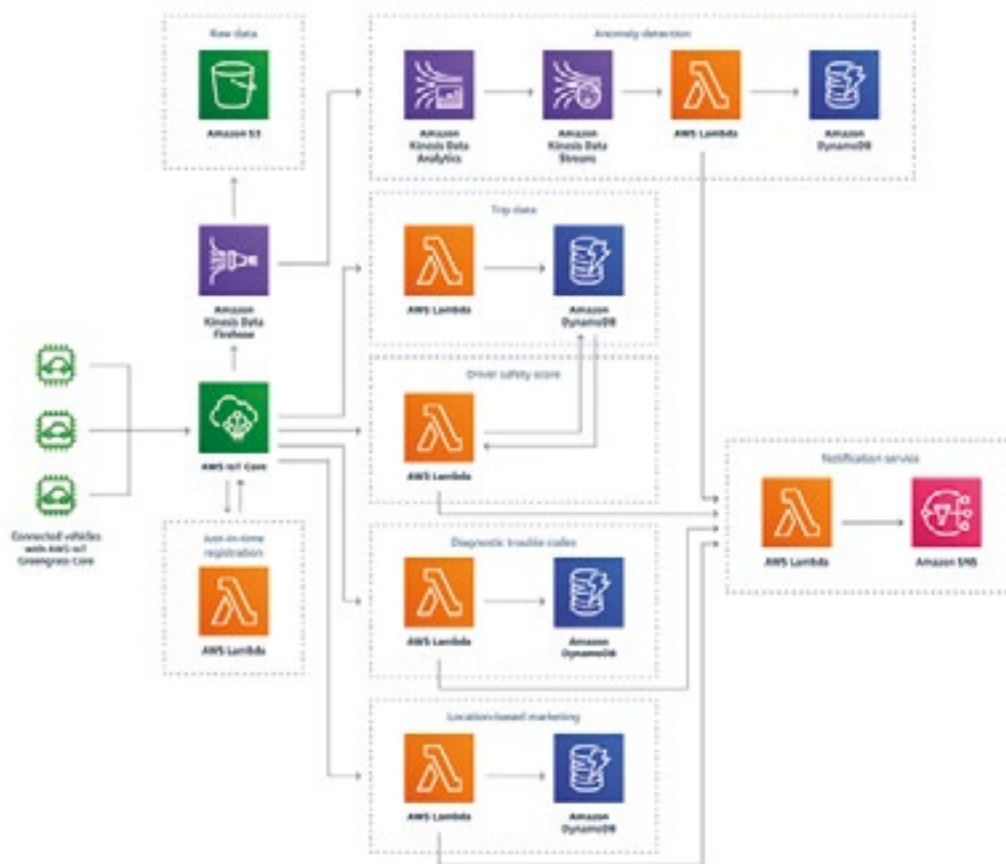 Raw data
Amazon S3
Anomaly detection
Amazon
Kinesis Data
Analytics
Amazon
Kinesis Data
Streams
AWS Lambda
Amazon
DynamoDB
Amazon
Kinesis Data
Firehose
Trip data
AWS Lambda
Amazon
DynamoDB
Driver safety score
AWS Lambda
AWS IoT Core
Connected vehicles
with AWS IoT
Greengrass Core
Just-in-time
registration
AWS Lambda
Diagnostic trouble codes
AWS Lambda
Amazon
DynamoDB
Notification service
AWS Lambda
Amazon SNS
Location-based marketing
AWS Lambda
Amazon
DynamoDB